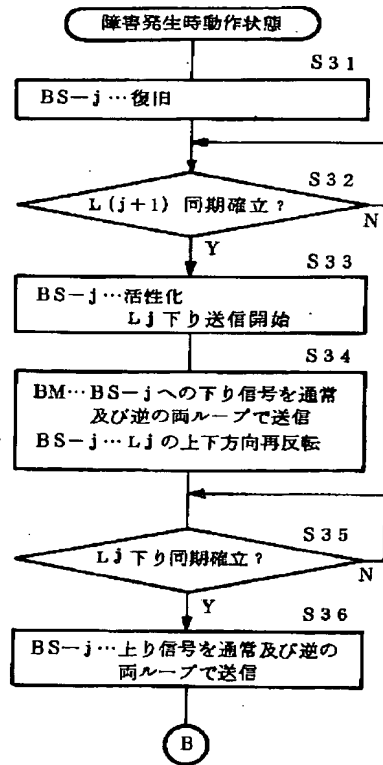 障害発生時動作状態
S31
BS-j…復旧
S32
L(j+1) 同期確立?
N
Y
S33
BS-j…活性化
Lj下り送信開始
S34
BM…BS-jへの下り信号を通常
及び逆の両ループで送信
BS-j…Ljの上下方向再反転
S35
Lj下り同期確立?
N
Y
S36
BS-j…上り信号を通常及び逆の
両ループで送信
B